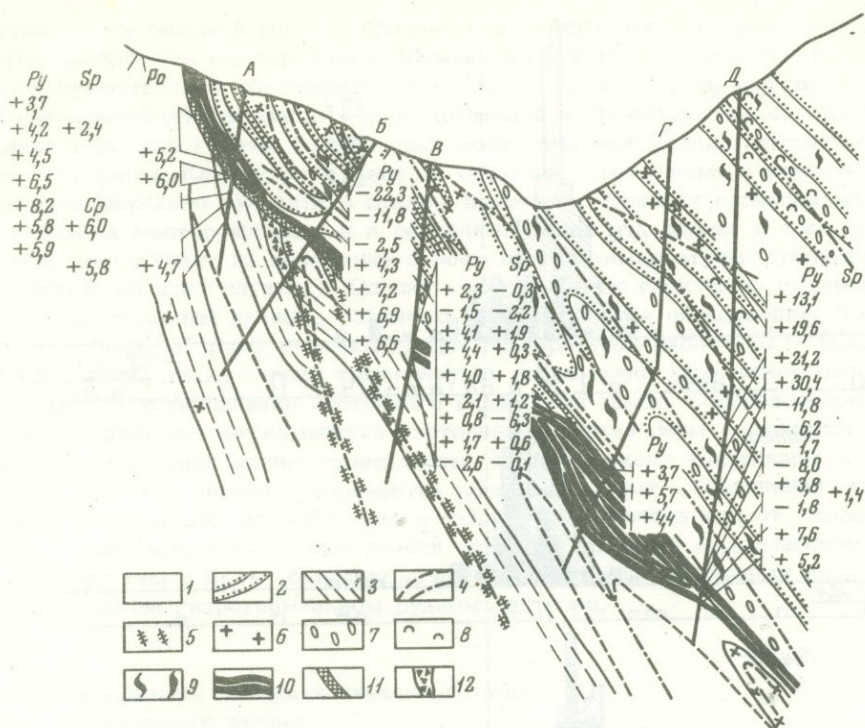 Py Sp Po
+3,7
+4,2 +2,4
+4,5 +5,2
+6,5 +6,0
+8,2 Cp
+5,8 +6,0
+5,9
+5,8 +4,7
А
Б
В
Г
Д
Py
-22,3
-11,8
- 2,5
+ 4,3
+ 7,2
+ 6,9
+ 6,6
Py Sp
- 2,3 - 0,3
- 1,5 - 2,2
+ 4,1 + 1,9
+ 4,4 + 0,3
+ 4,0 - 1,8
+ 2,1 + 1,2
- 0,8 - 6,3
+ 1,7 + 0,6
- 2,6 - 0,1
Py
+3,7
+5,7
+4,4
Py Sp
+ 13,1
+ 19,6
+ 21,2
+ 30,4
- 11,8
- 6,2
- 1,7
- 8,0
+ 3,8 +1,4
- 1,8
+ 7,6
+ 5,2
1 2 3 4
5 6 7 8
9 10 11 12